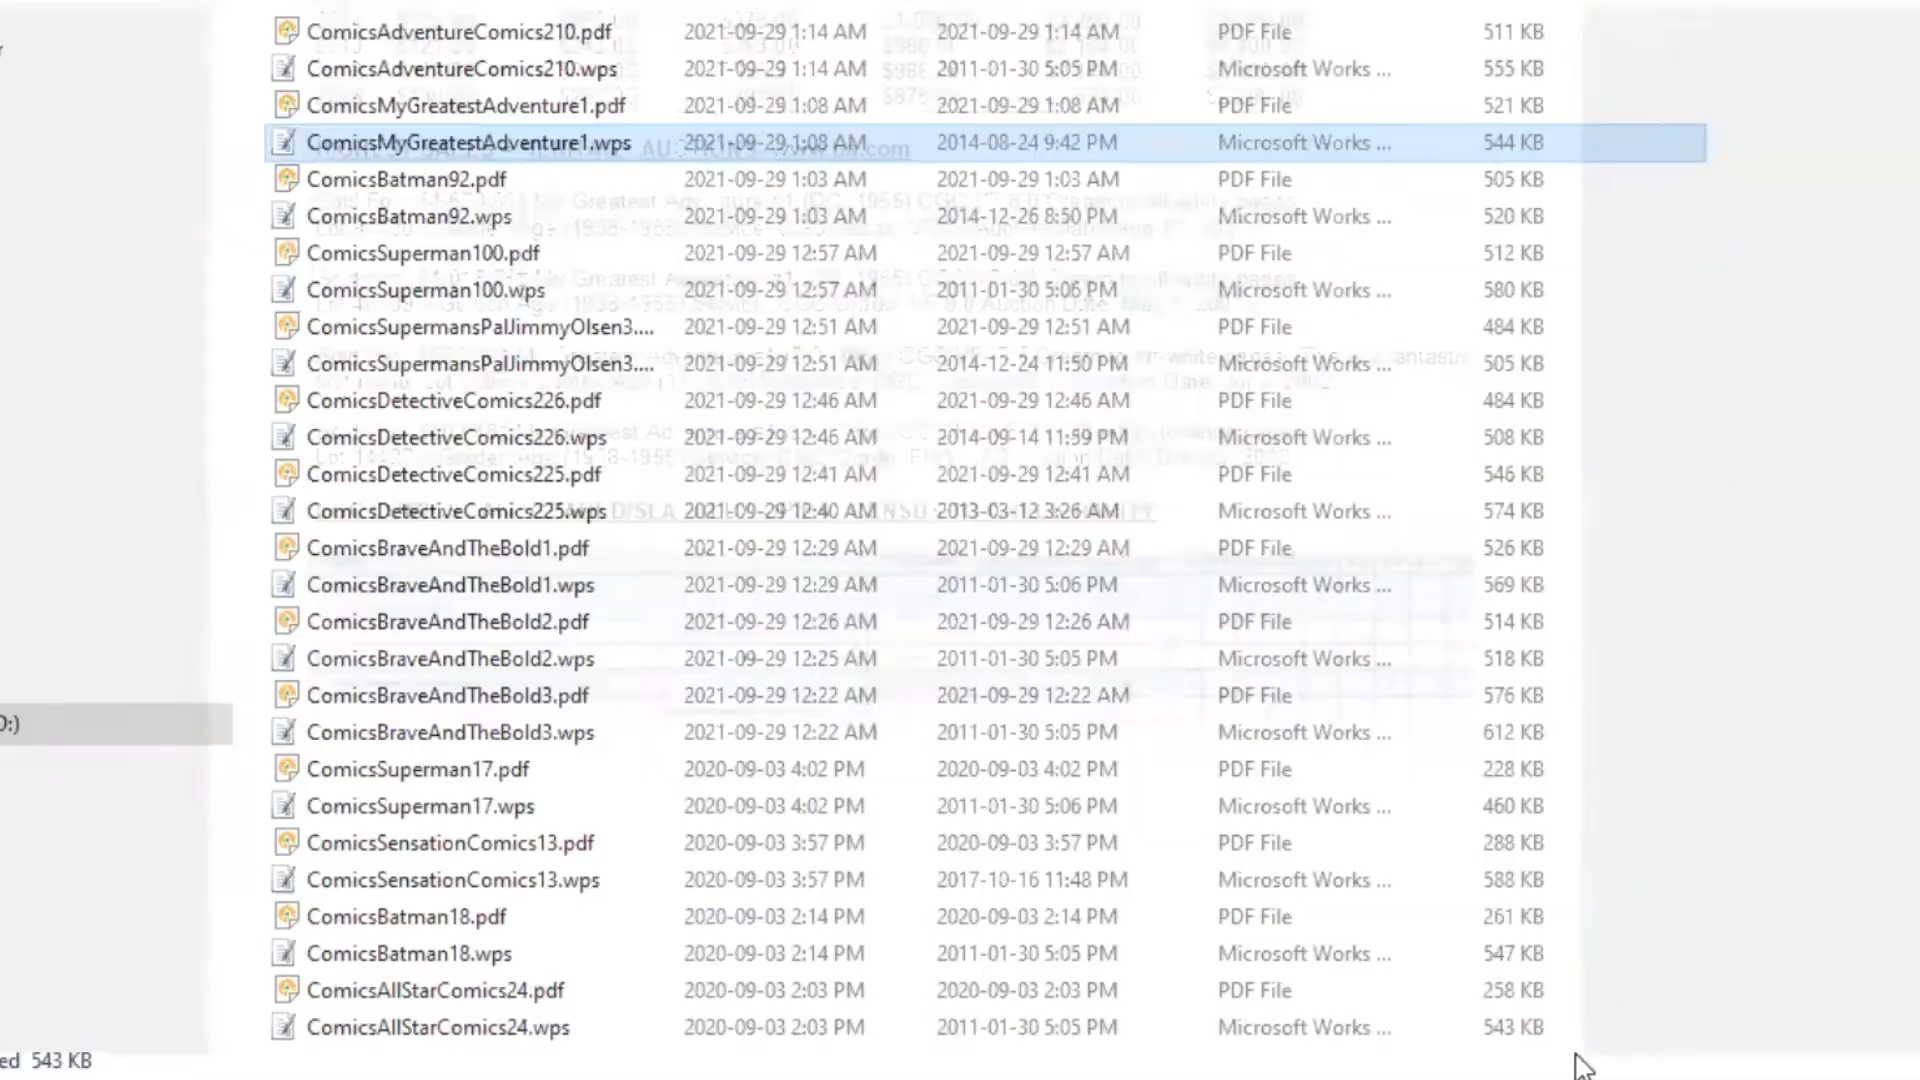 ComicsAdventureComics210.pdf 2021-09-29 1:14 AM 2021-09-29 1:14 AM PDF File 511 KB
ComicsAdventureComics210.wps 2021-09-29 1:14 AM 2011-01-30 5:05 PM Microsoft Works ... 555 KB
ComicsMyGreatestAdventure1.pdf 2021-09-29 1:08 AM 2021-09-29 1:08 AM PDF File 521 KB
ComicsMyGreatestAdventure1.wps 2021-09-29 1:08 AM 2014-08-24 9:42 PM Microsoft Works ... 544 KB
ComicsBatman92.pdf 2021-09-29 1:03 AM 2021-09-29 1:03 AM PDF File 505 KB
ComicsBatman92.wps 2021-09-29 1:03 AM 2014-12-26 8:50 PM Microsoft Works ... 520 KB
ComicsSuperman100.pdf 2021-09-29 12:57 AM 2021-09-29 12:57 AM PDF File 512 KB
ComicsSuperman100.wps 2021-09-29 12:57 AM 2011-01-30 5:06 PM Microsoft Works ... 580 KB
ComicsSupermansPalJimmyOlsen3.... 2021-09-29 12:51 AM 2021-09-29 12:51 AM PDF File 484 KB
ComicsSupermansPalJimmyOlsen3.... 2021-09-29 12:51 AM 2014-12-24 11:50 PM Microsoft Works ... 505 KB
ComicsDetectiveComics226.pdf 2021-09-29 12:46 AM 2021-09-29 12:46 AM PDF File 484 KB
ComicsDetectiveComics226.wps 2021-09-29 12:46 AM 2014-09-14 11:59 PM Microsoft Works ... 508 KB
ComicsDetectiveComics225.pdf 2021-09-29 12:41 AM 2021-09-29 12:41 AM PDF File 546 KB
ComicsDetectiveComics225.wps 2021-09-29 12:40 AM 2013-03-12 3:26 AM Microsoft Works ... 574 KB
ComicsBraveAndTheBold1.pdf 2021-09-29 12:29 AM 2021-09-29 12:29 AM PDF File 526 KB
ComicsBraveAndTheBold1.wps 2021-09-29 12:29 AM 2011-01-30 5:06 PM Microsoft Works ... 569 KB
ComicsBraveAndTheBold2.pdf 2021-09-29 12:26 AM 2021-09-29 12:26 AM PDF File 514 KB
ComicsBraveAndTheBold2.wps 2021-09-29 12:25 AM 2011-01-30 5:05 PM Microsoft Works ... 518 KB
ComicsBraveAndTheBold3.pdf 2021-09-29 12:22 AM 2021-09-29 12:22 AM PDF File 576 KB
ComicsBraveAndTheBold3.wps 2021-09-29 12:22 AM 2011-01-30 5:05 PM Microsoft Works ... 612 KB
ComicsSuperman17.pdf 2020-09-03 4:02 PM 2020-09-03 4:02 PM PDF File 228 KB
ComicsSuperman17.wps 2020-09-03 4:02 PM 2011-01-30 5:06 PM Microsoft Works ... 460 KB
ComicsSensationComics13.pdf 2020-09-03 3:57 PM 2020-09-03 3:57 PM PDF File 288 KB
ComicsSensationComics13.wps 2020-09-03 3:57 PM 2017-10-16 11:48 PM Microsoft Works ... 588 KB
ComicsBatman18.pdf 2020-09-03 2:14 PM 2020-09-03 2:14 PM PDF File 261 KB
ComicsBatman18.wps 2020-09-03 2:14 PM 2011-01-30 5:05 PM Microsoft Works ... 547 KB
ComicsAllStarComics24.pdf 2020-09-03 2:03 PM 2020-09-03 2:03 PM PDF File 258 KB
ComicsAllStarComics24.wps 2020-09-03 2:03 PM 2011-01-30 5:05 PM Microsoft Works ... 543 KB
ed 543 KB